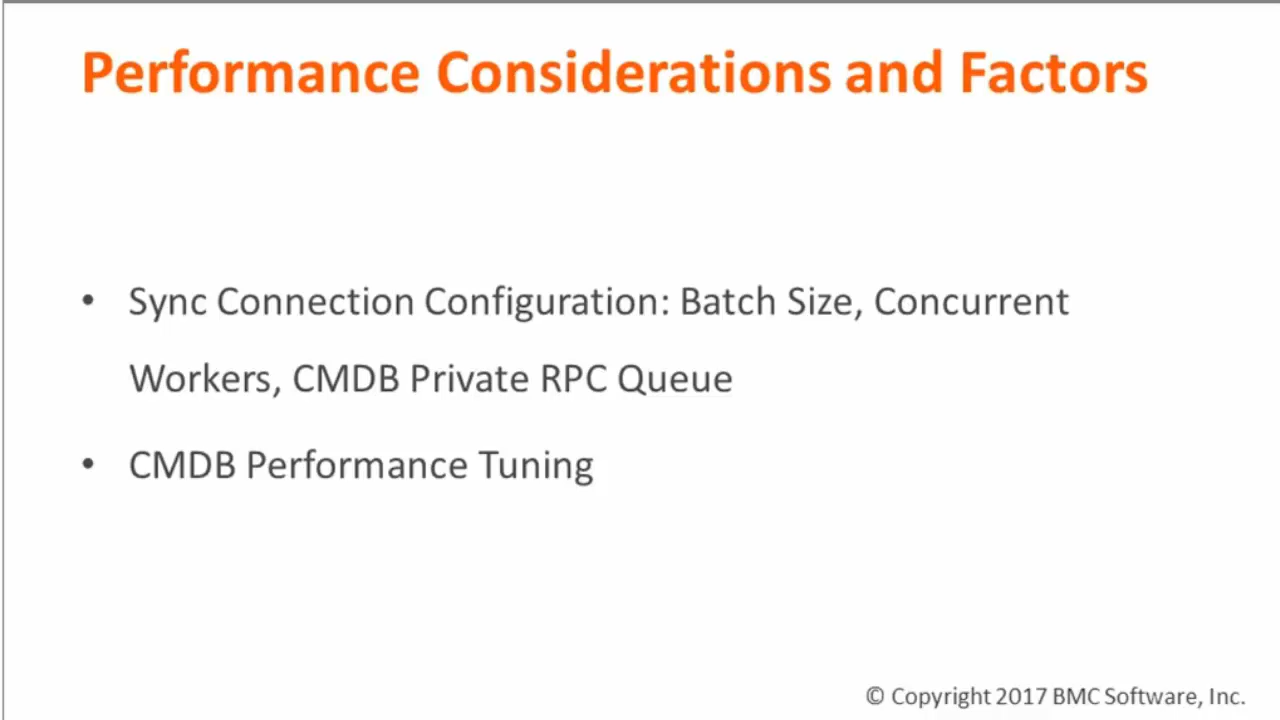 Performance Considerations and Factors
• Sync Connection Configuration: Batch Size, Concurrent
Workers, CMDB Private RPC Queue
• CMDB Performance Tuning
© Copyright 2017 BMC Software, Inc.